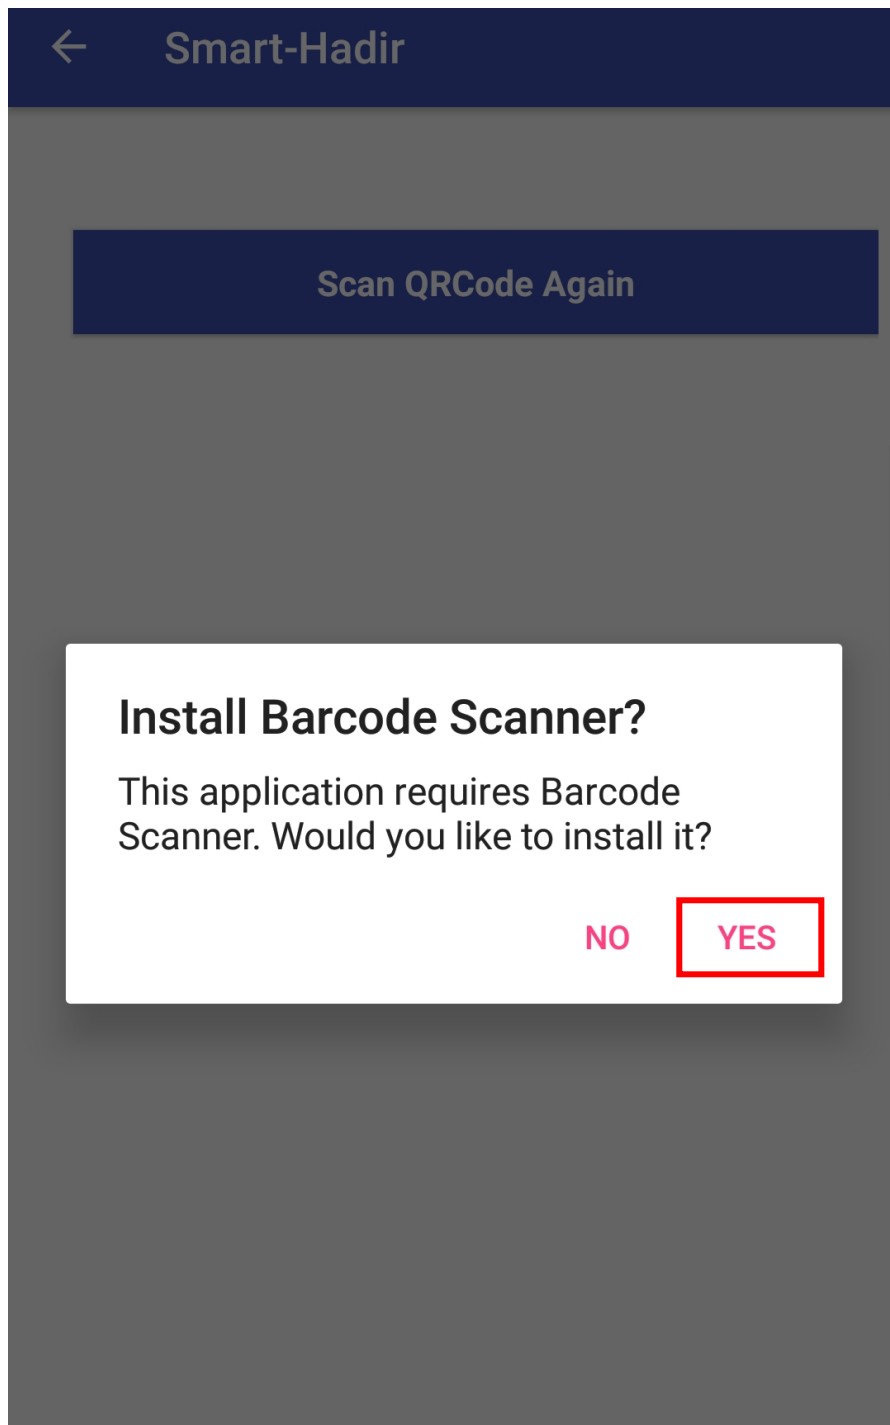 Smart-Hadir
Scan QRCode Again
Install Barcode Scanner?
This application requires Barcode
Scanner. Would you like to install it?
NO YES